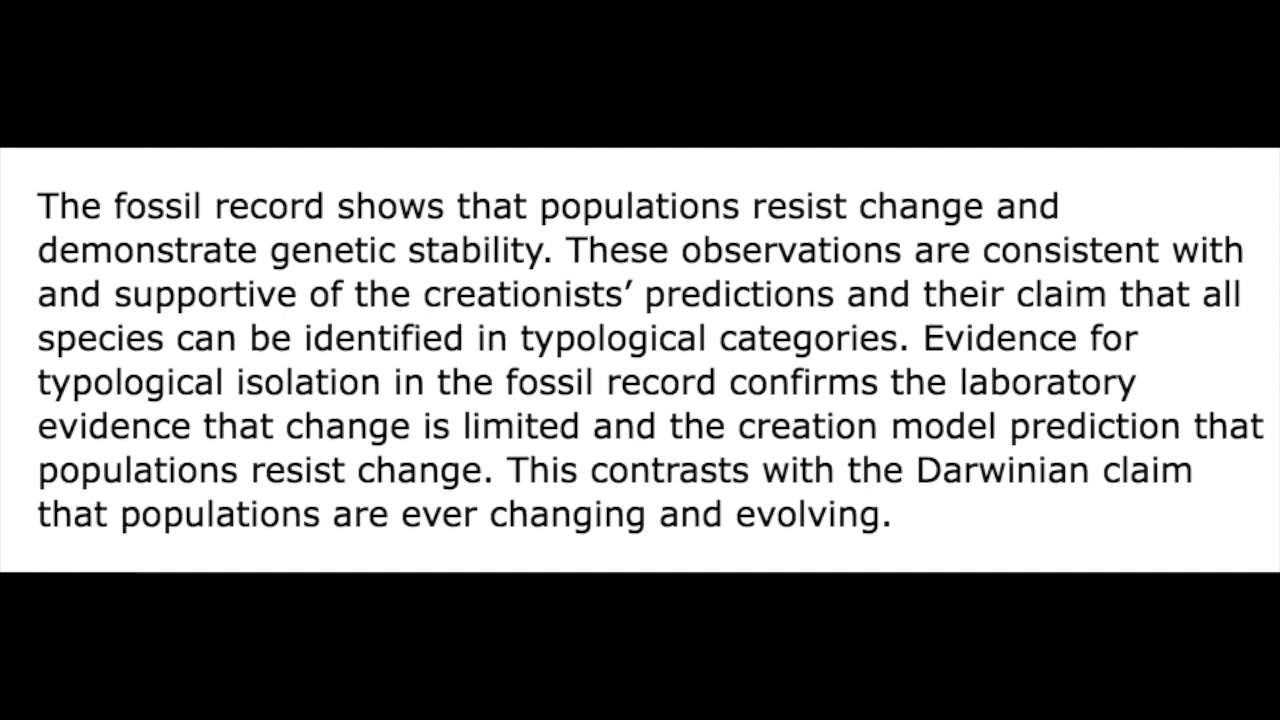 The fossil record shows that populations resist change and
demonstrate genetic stability. These observations are consistent with
and supportive of the creationists’ predictions and their claim that all
species can be identified in typological categories. Evidence for
typological isolation in the fossil record confirms the laboratory
evidence that change is limited and the creation model prediction that
populations resist change. This contrasts with the Darwinian claim
that populations are ever changing and evolving.